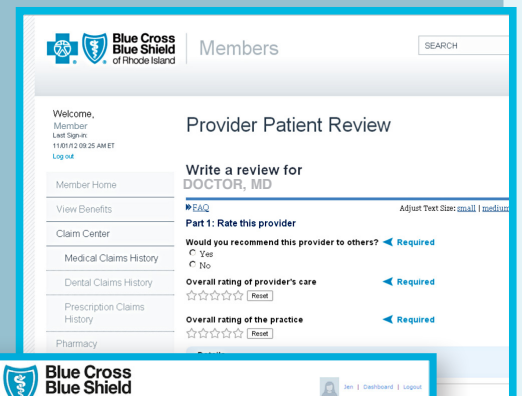 Blue Cross
Blue Shield
of Rhode Island
Members
SEARCH
Welcome,
Member
Last Sign-in:
11/01/12 09:25 AM ET
Log out
Provider Patient Review
Write a review for
DOCTOR, MD
Member Home
View Benefits
Claim Center
Medical Claims History
Dental Claims History
Prescription Claims
History
Pharmacy
FAQ
Adjust Text Size: small | medium
Part 1: Rate this provider
Would you recommend this provider to others? Required
Yes
No
Overall rating of provider's care Required
Reset
Overall rating of the practice Required
Reset
Blue Cross
Blue Shield
Jen | Dashboard | Logout